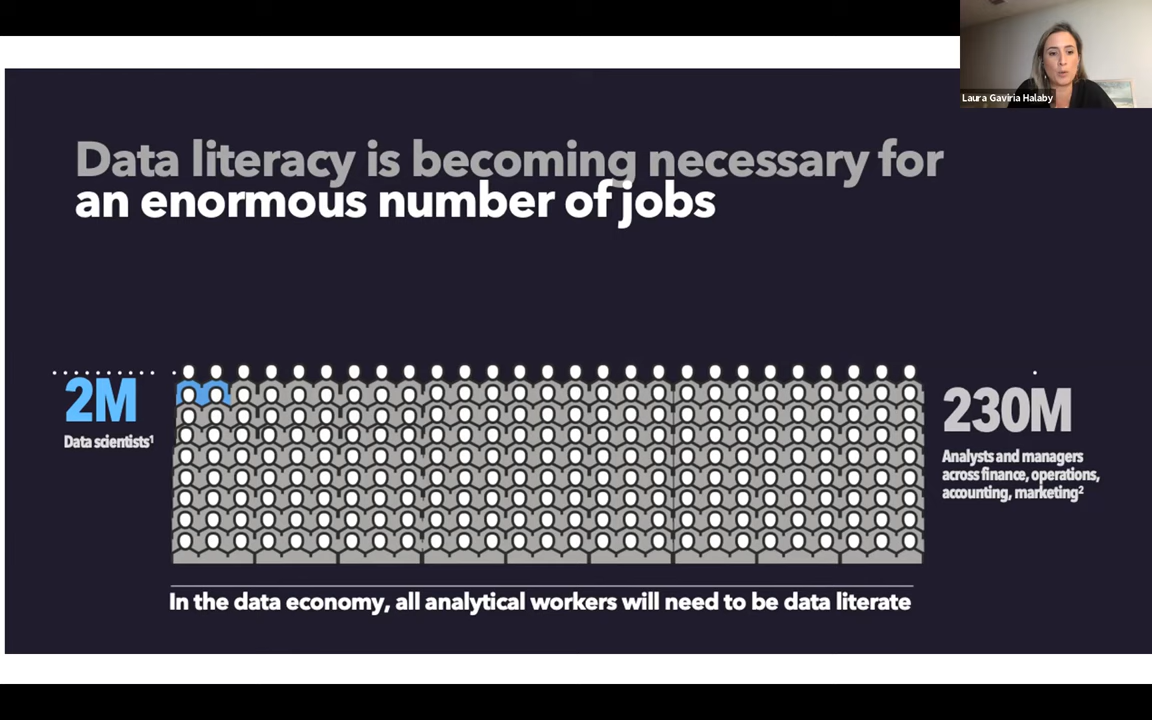 Laura Gaviria Halaby
Data literacy is becoming necessary for
an enormous number of jobs
2M
Data scientists¹
230M
Analysts and managers
across finance, operations,
accounting, marketing²
In the data economy, all analytical workers will need to be data literate